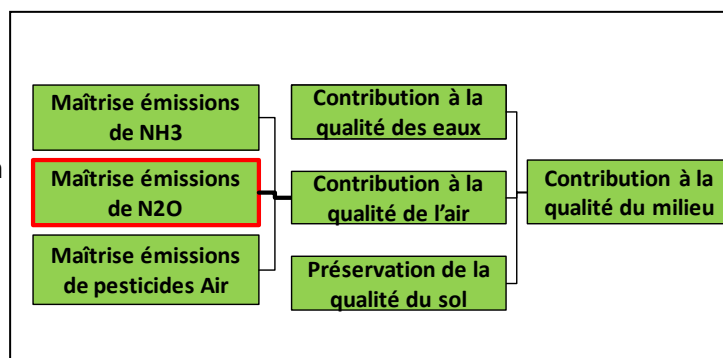 Maîtrise émissions
de NH3
Maîtrise émissions
de N2O
Maîtrise émissions
de pesticides Air
Contribution à la
qualité des eaux
Contribution à la
qualité de l'air
Préservation de la
qualité du sol
Contribution à la
qualité du milieu